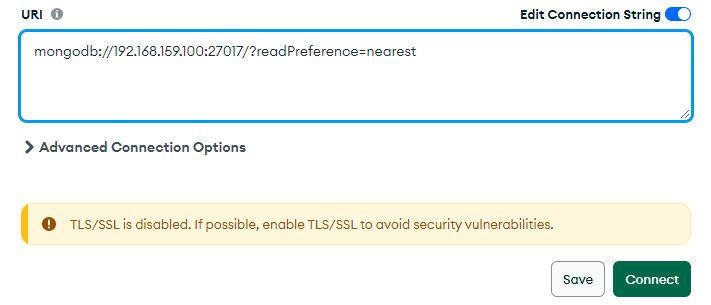 URI Edit Connection String
mongodb://192.168.159.100:27017/?readPreference=nearest
Advanced Connection Options
TLS/SSL is disabled. If possible, enable TLS/SSL to avoid security vulnerabilities.
Save Connect